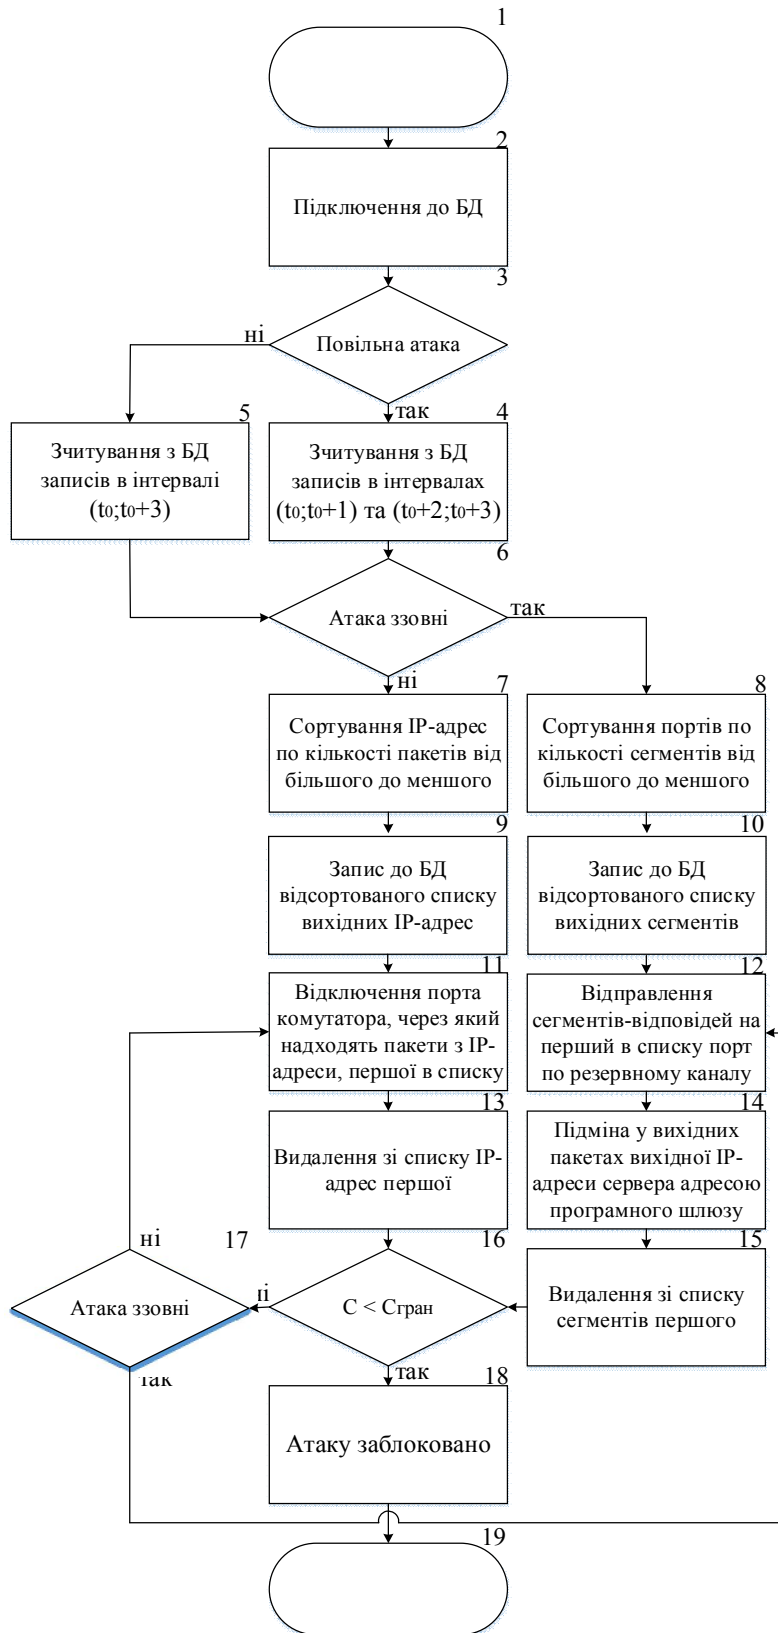 1
2
Підключення до БД
3
ні
Повільна атака
так
5
4
Зчитування з БД
записів в інтервалі
(t0;t0+3)
Зчитування з БД
записів в інтервалах
(t0;t0+1) та (t0+2;t0+3)
6
Атака ззовні
так
ні
7
8
Сортування IP-адрес
по кількості пакетів від
більшого до меншого
Сортування портів по
кількості сегментів від
більшого до меншого
9
10
Запис до БД
відсортованого списку
вихідних IP-адрес
Запис до БД
відсортованого списку
вихідних сегментів
11
12
Відключення порта
комутатора, через який
надходять пакети з IP-
адреси, першої в списку
Відправлення
сегментів-відповідей на
перший в списку порт
по резервному каналу
13
14
Видалення зі списку IP-
адрес першої
Підміна у вихідних
пакетах вихідної IP-
адреси сервера адресою
програмного шлюзу
ні
17
16
15
Атака ззовні
ні
C < Cгран
Видалення зі списку
сегментів першого
так
так
18
Атаку заблоковано
19